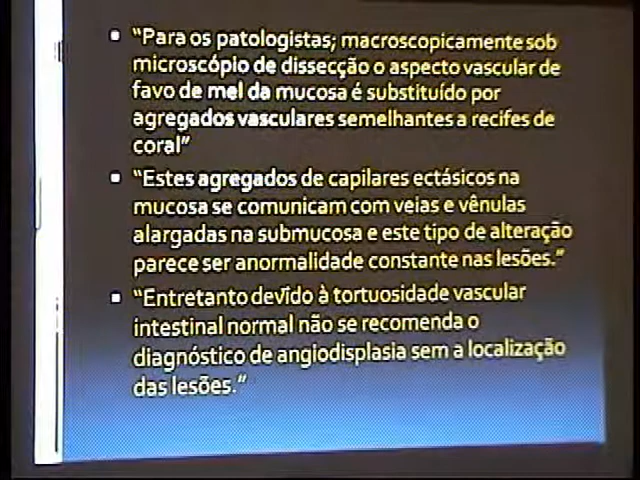 "Para os patologistas; macroscopicamente sob
microscópio de dissecção o aspecto vascular de
favo de mel da mucosa é substituído por
agregados vasculares semelhantes a recifes de
coral"
"Estes agregados de capilares ectásicos na
mucosa se comunicam com veias e vênulas
alargadas na submucosa e este tipo de alteração
parece ser anormalidade constante nas lesões."
"Entretanto devido à tortuosidade vascular
intestinal normal não se recomenda o
diagnóstico de angiodisplasia sem a localização
das lesões."